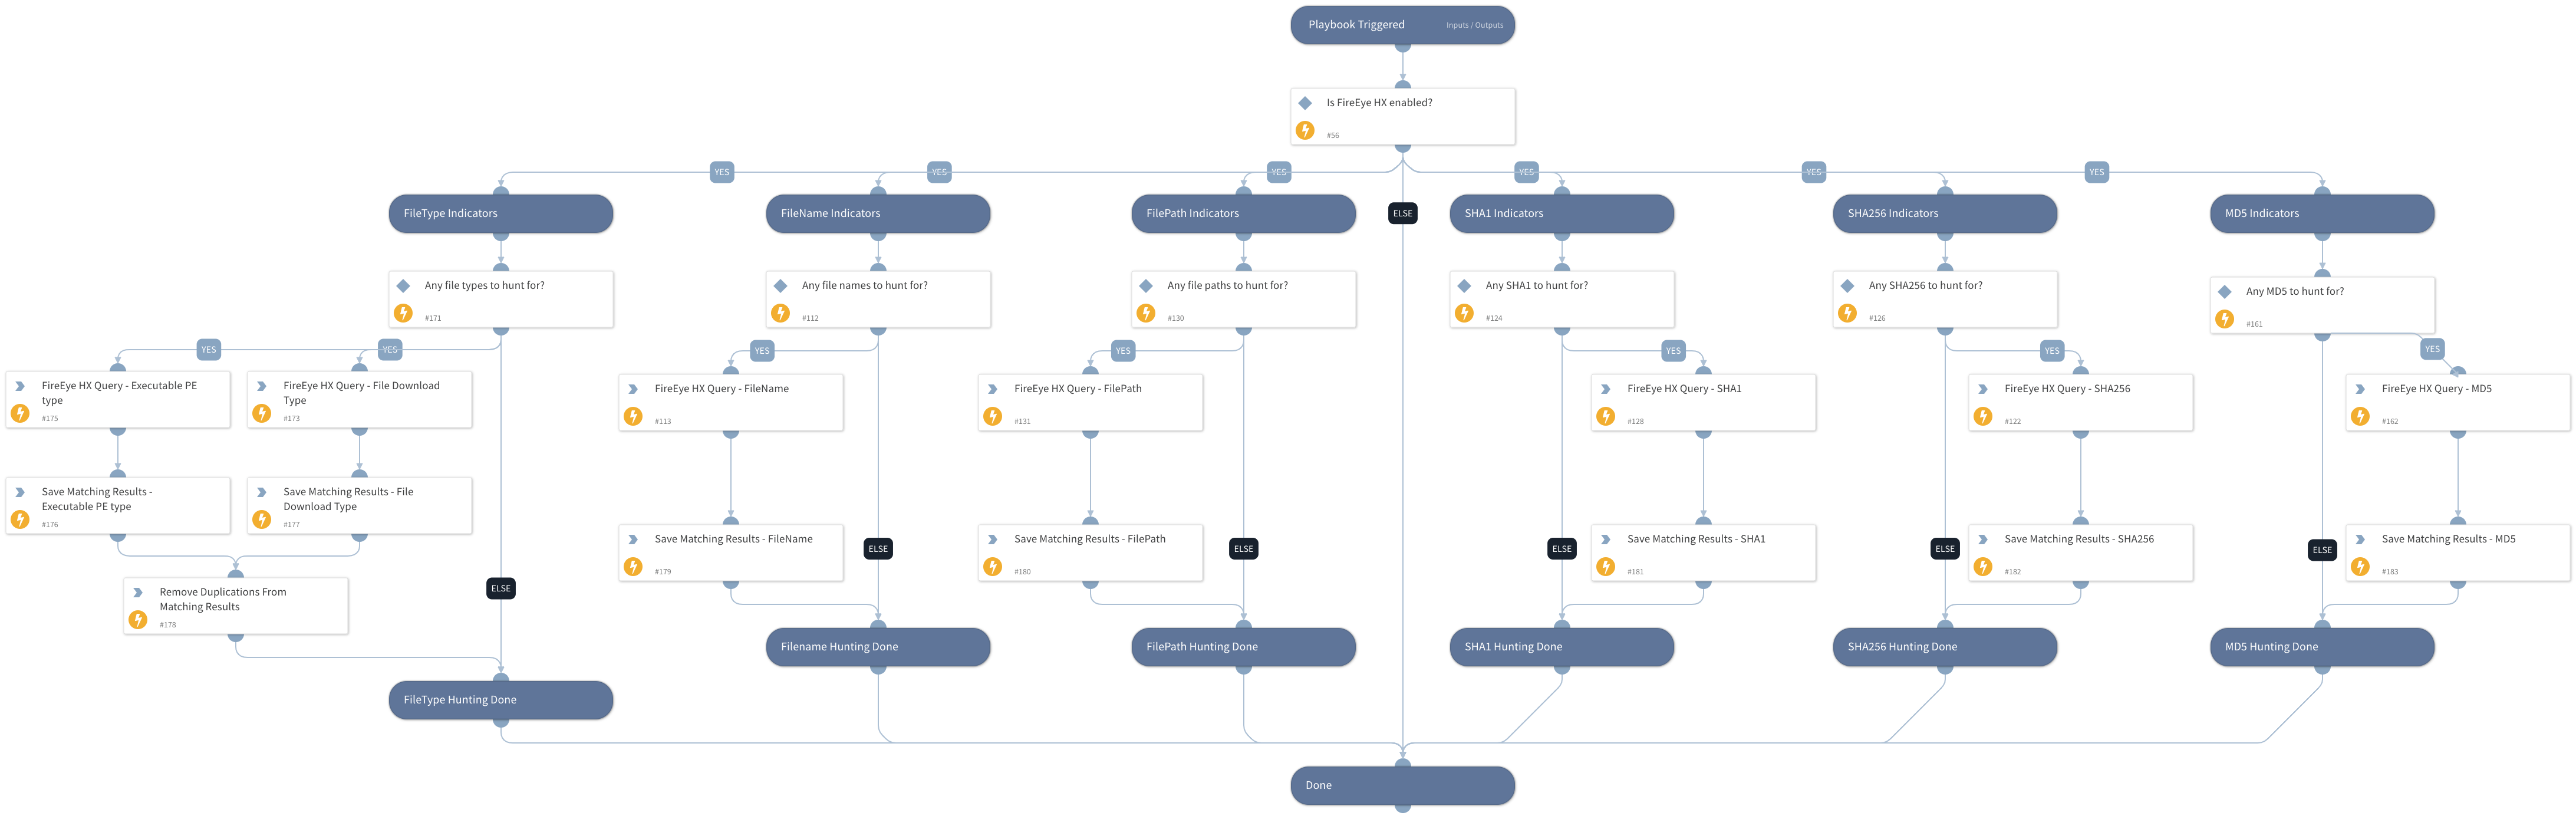 Playbook Triggered
Inputs / Outputs
Is FireEye HX enabled?
#56
YES
YES
YES
YES
YES
YES
FileType Indicators
FileName Indicators
FilePath Indicators
ELSE
SHA1 Indicators
SHA256 Indicators
MD5 Indicators
Any file types to hunt for?
#171
Any file names to hunt for?
#112
Any file paths to hunt for?
#130
Any SHA1 to hunt for?
#124
Any SHA256 to hunt for?
#126
Any MD5 to hunt for?
#161
YES
YES
YES
YES
YES
YES
YES
FireEye HX Query - Executable PE
type
#175
FireEye HX Query - File Download
Type
#173
FireEye HX Query - FileName
#113
FireEye HX Query - FilePath
#131
FireEye HX Query - SHA1
#128
FireEye HX Query - SHA256
#122
FireEye HX Query - MD5
#162
Save Matching Results -
Executable PE type
#176
Save Matching Results - File
Download Type
#177
Save Matching Results - FileName
#179
ELSE
Save Matching Results - FilePath
#180
ELSE
ELSE
Save Matching Results - SHA1
#181
ELSE
Save Matching Results - SHA256
#182
ELSE
Save Matching Results - MD5
#183
Remove Duplications From
Matching Results
#178
ELSE
Filename Hunting Done
FilePath Hunting Done
SHA1 Hunting Done
SHA256 Hunting Done
MD5 Hunting Done
FileType Hunting Done
Done